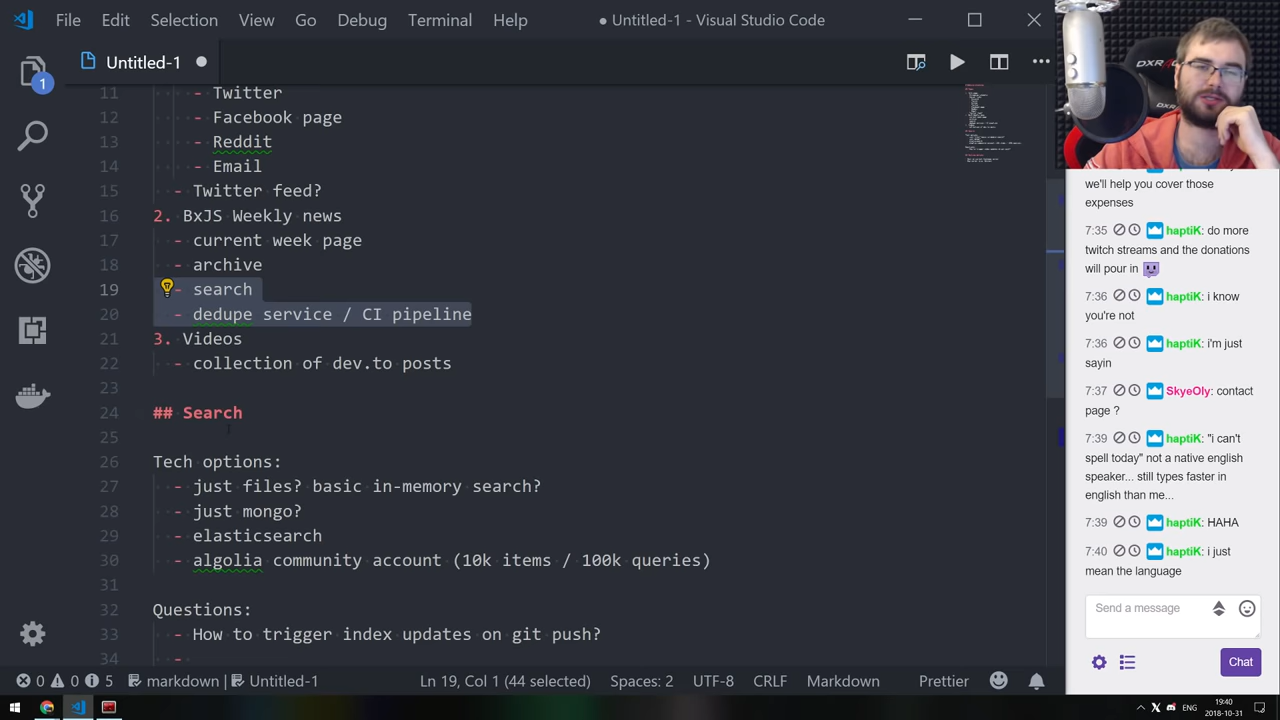 File Edit Selection View Go Debug Terminal Help ● Untitled-1 - Visual Studio Code
Untitled-1
1
11 - Twitter
12 - Facebook page
13 - Reddit
14 - Email
15 - Twitter feed?
16 2. BxJS Weekly news
17 - current week page
18 - archive
19 - search
20 - dedupe service / CI pipeline
21 3. Videos
22 - collection of dev.to posts
23
24 ## Search
25
26 Tech options:
27 - just files? basic in-memory search?
28 - just mongo?
29 - elasticsearch
30 - algolia community account (10k items / 100k queries)
31
32 Questions:
33 - How to trigger index updates on git push?
34 -
0 0 5 markdown Untitled-1 Ln 19, Col 1 (44 selected) Spaces: 2 UTF-8 CRLF Markdown Prettier
we'll help you cover those
expenses
7:35 haptiK: do more
twitch streams and the donations
will pour in
7:36 haptiK: i know
you're not
7:36 haptiK: i'm just
sayin
7:37 SkyeOly: contact
page ?
7:39 haptiK: "i can't
spell today" not a native english
speaker... still types faster in
english than me...
7:39 haptiK: HAHA
7:40 haptiK: i just
mean the language
Send a message
Chat
ENG
19:40
2018-10-31